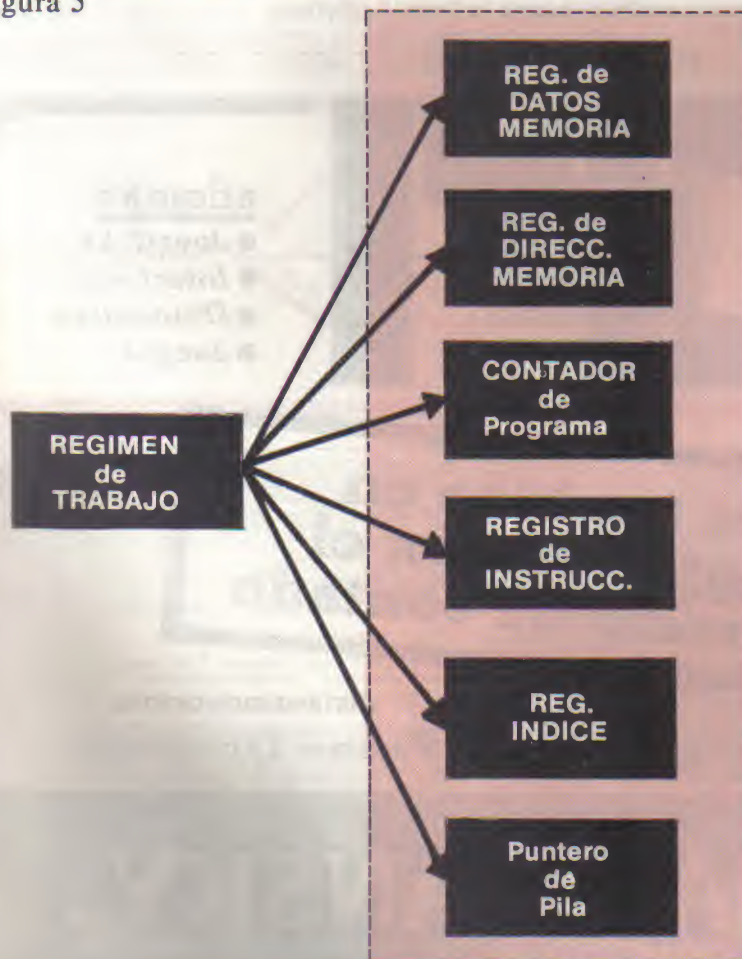 gura 5
REG. de
DATOS
MEMORIA
REG. de
DIRECC.
MEMORIA
CONTADOR
de
Programa
REGIMEN
de
TRABAJO
REGISTRO
de
INSTRUCC.
REG.
INDICE
Puntero
de
Pila